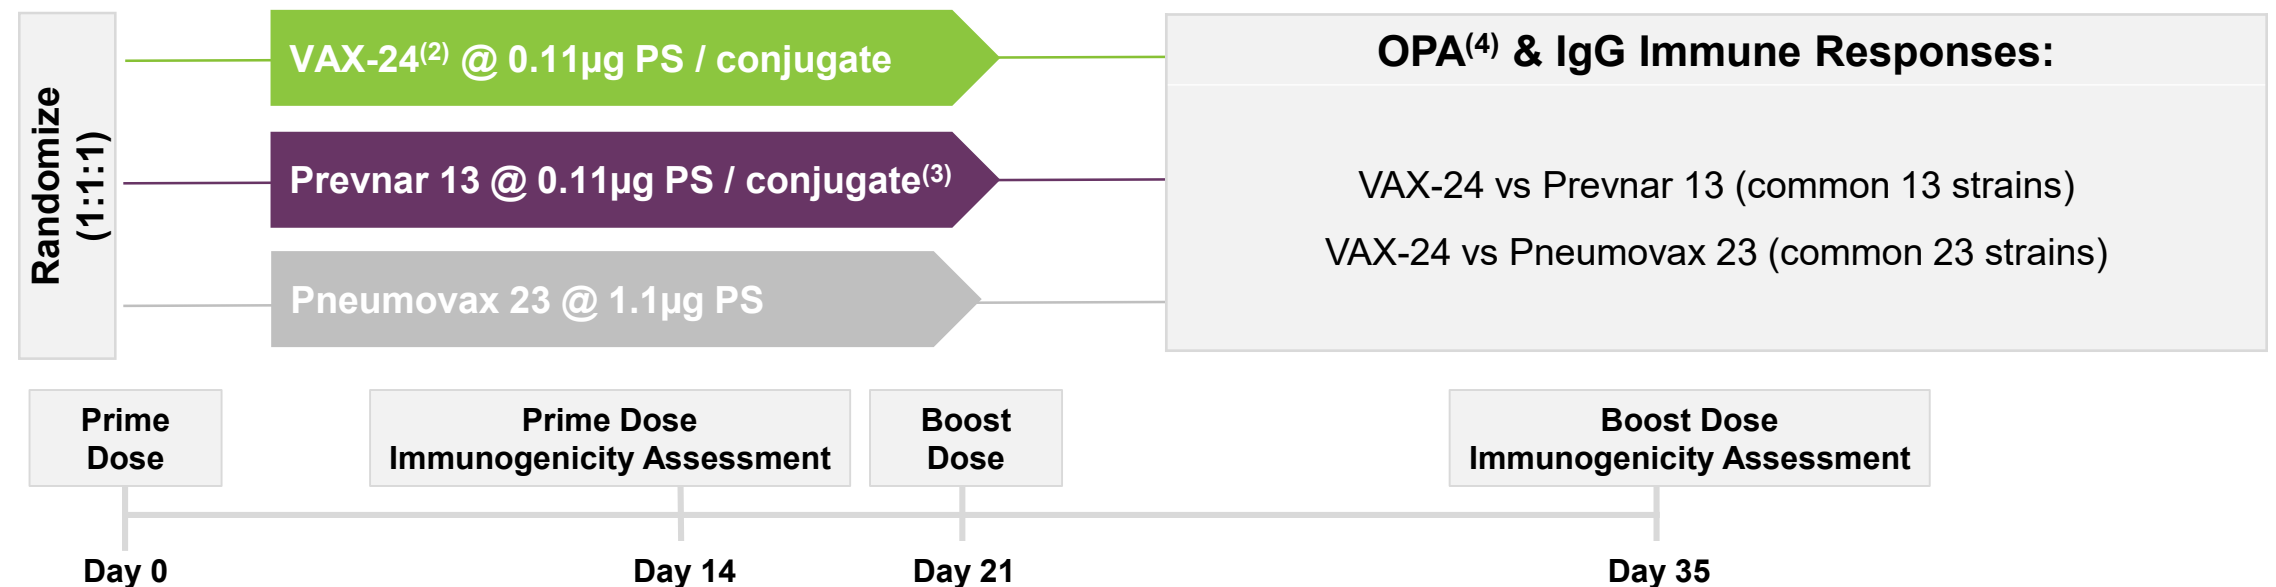 Randomize
(1:1:1)
VAX-24(2) @ 0.11µg PS / conjugate
Prevnar 13 @ 0.11µg PS / conjugate(3)
Pneumovax 23 @ 1.1µg PS
OPA(4) & IgG Immune Responses:
VAX-24 vs Prevnar 13 (common 13 strains)
VAX-24 vs Pneumovax 23 (common 23 strains)
Prime
Dose
Prime Dose
Immunogenicity Assessment
Boost
Dose
Boost Dose
Immunogenicity Assessment
Day 0
Day 14
Day 21
Day 35